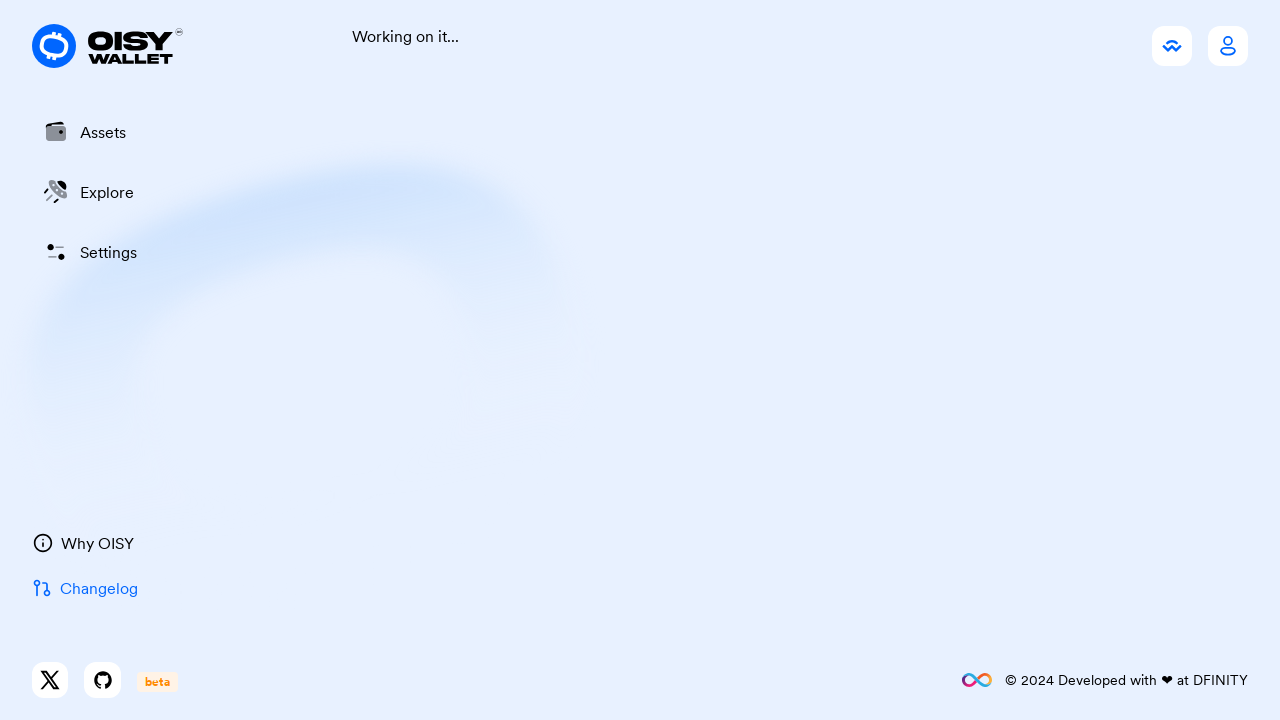 OISY
WALLET
Working on it...
Assets
Explore
Settings
Why OISY
Changelog
beta
© 2024 Developed with ❤ at DFINITY